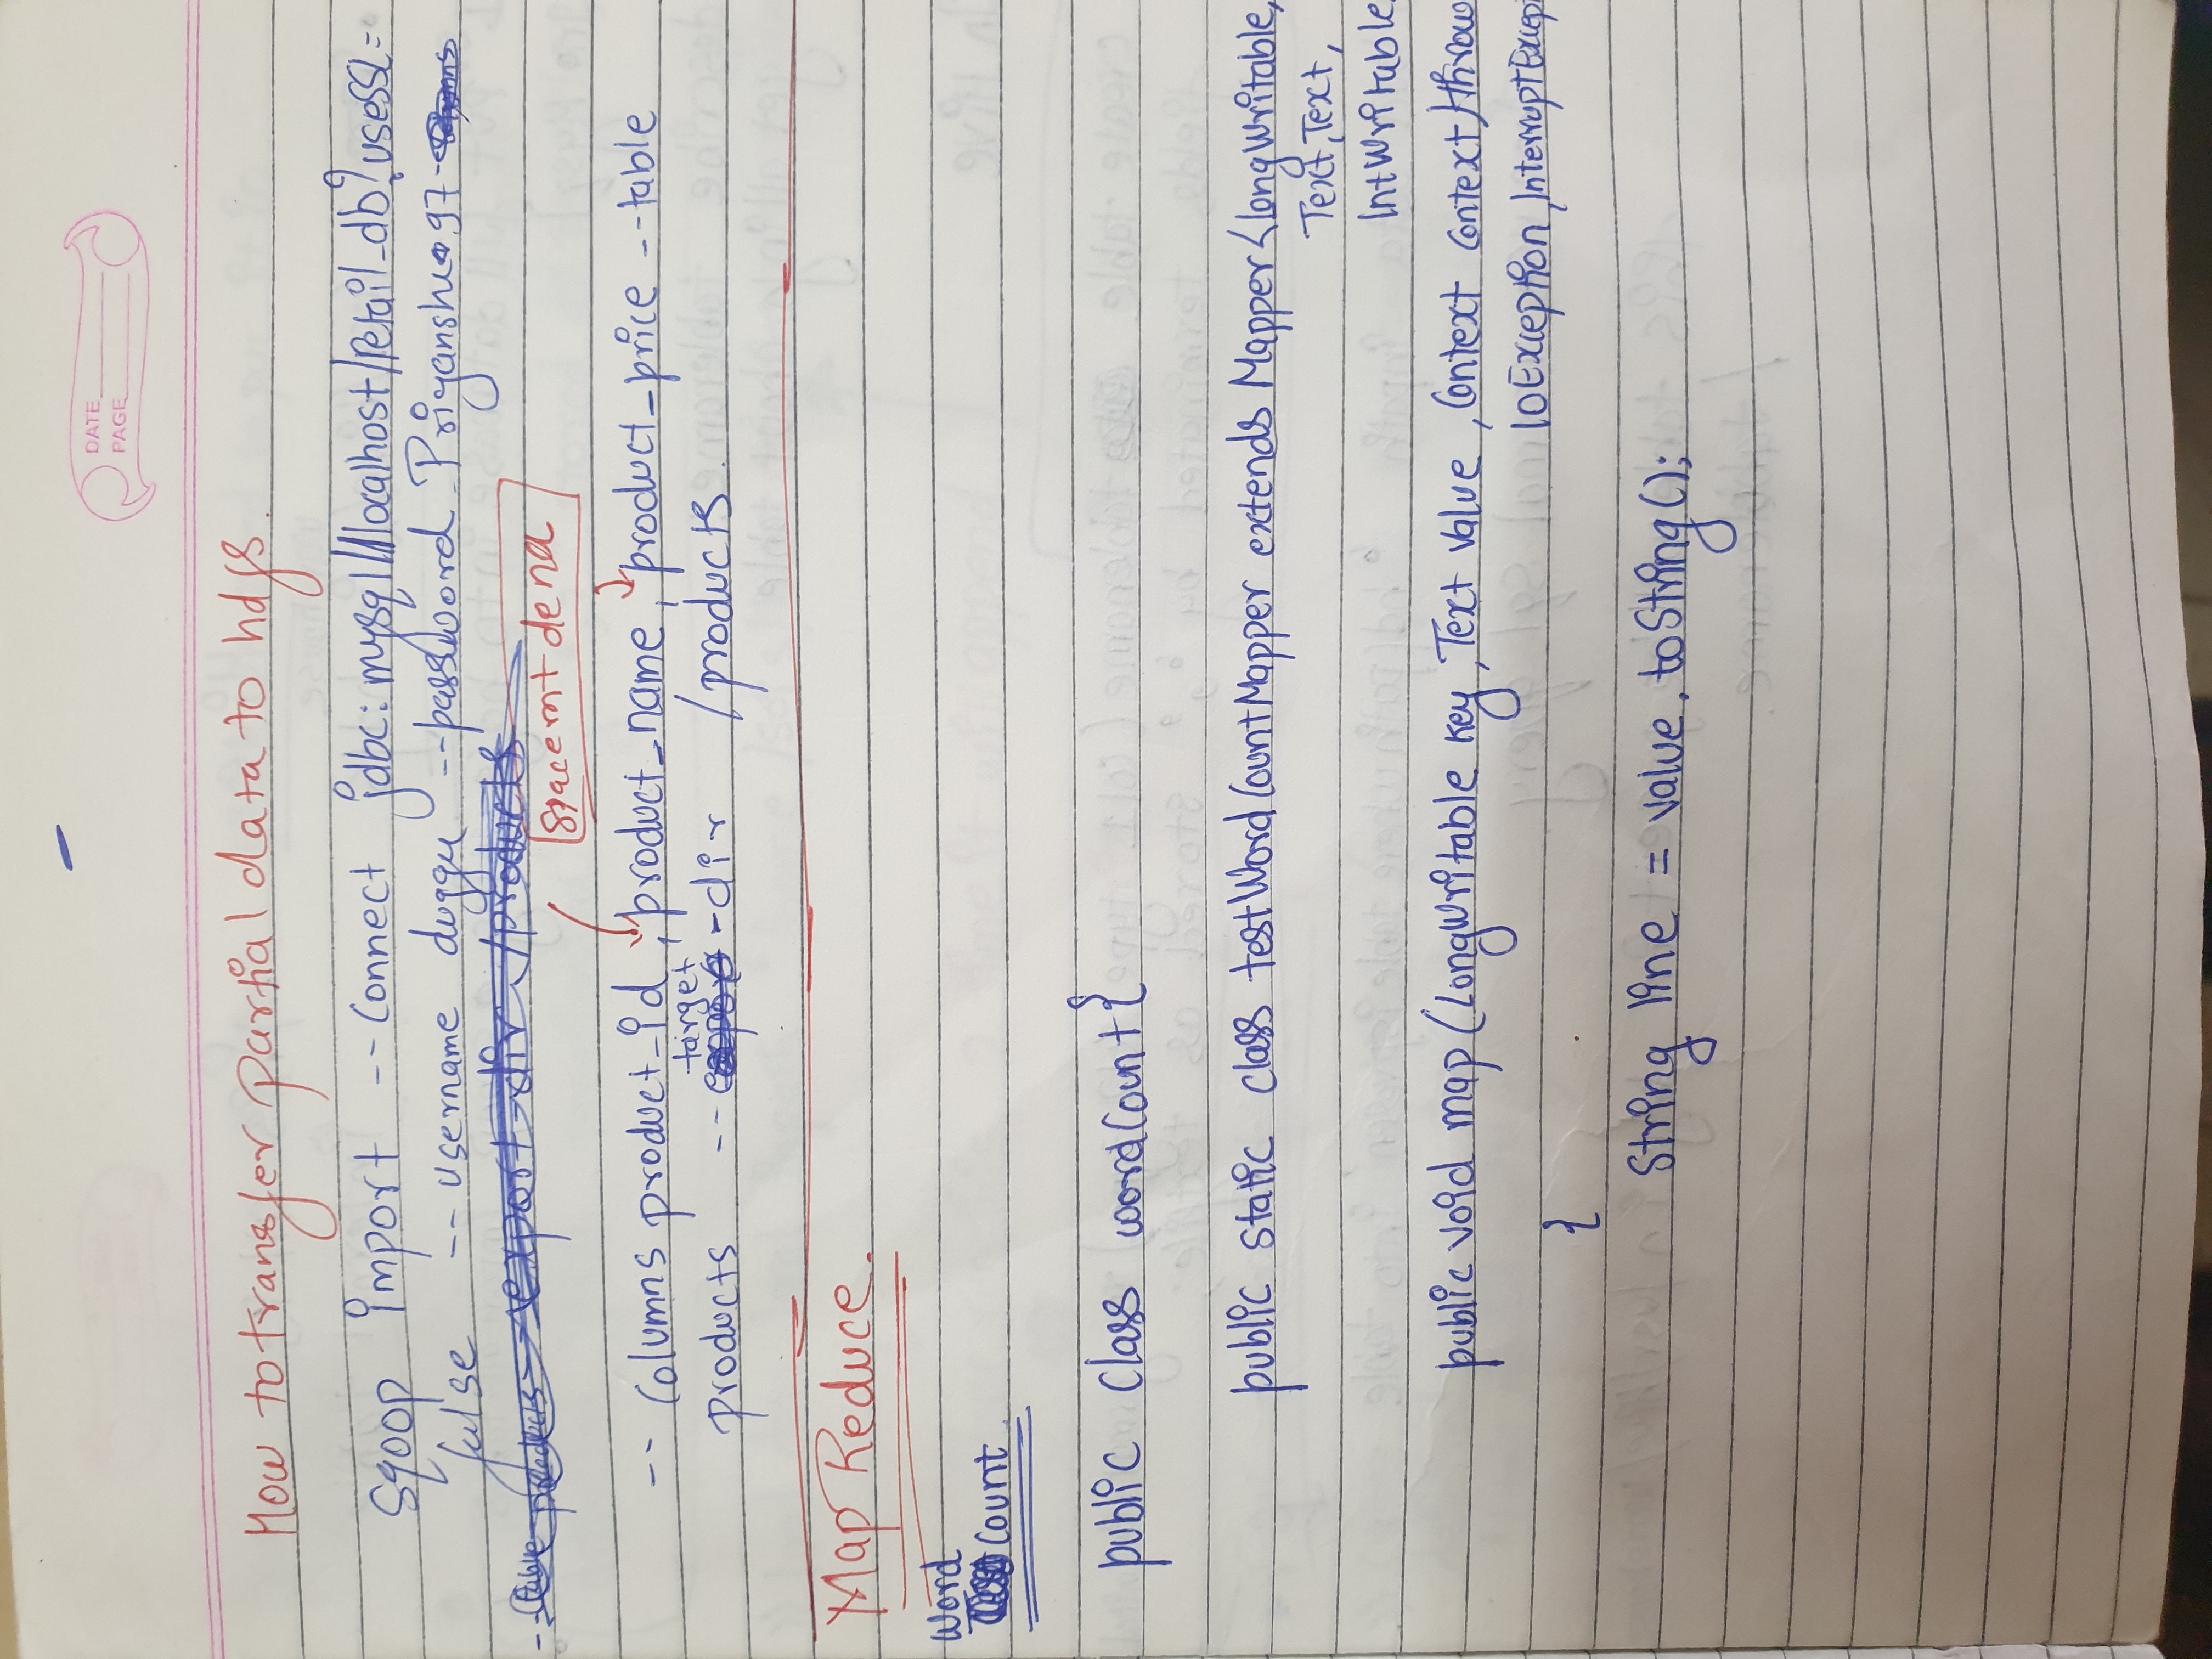 DATE
PAGE
How to transfer partial data to hdfs.
Sqoop import -- Connect jdbc:mysql///localhost/retail_db?useSSL=
false -- username duggu --password Priyanshu@97
space mt dena
-- Columns product_id , product_name , product_price --table
target
products -- -dir /products.
Map Reduce.
Word
Count.
public class wordCount{
public static class testWordCountMapper extends Mapper<LongWritable,
Text, Text,
IntWritable
public void map (LongWritable key, Text value , Context context) throw
IOException, InterruptExcep
{
String line = value. toString();